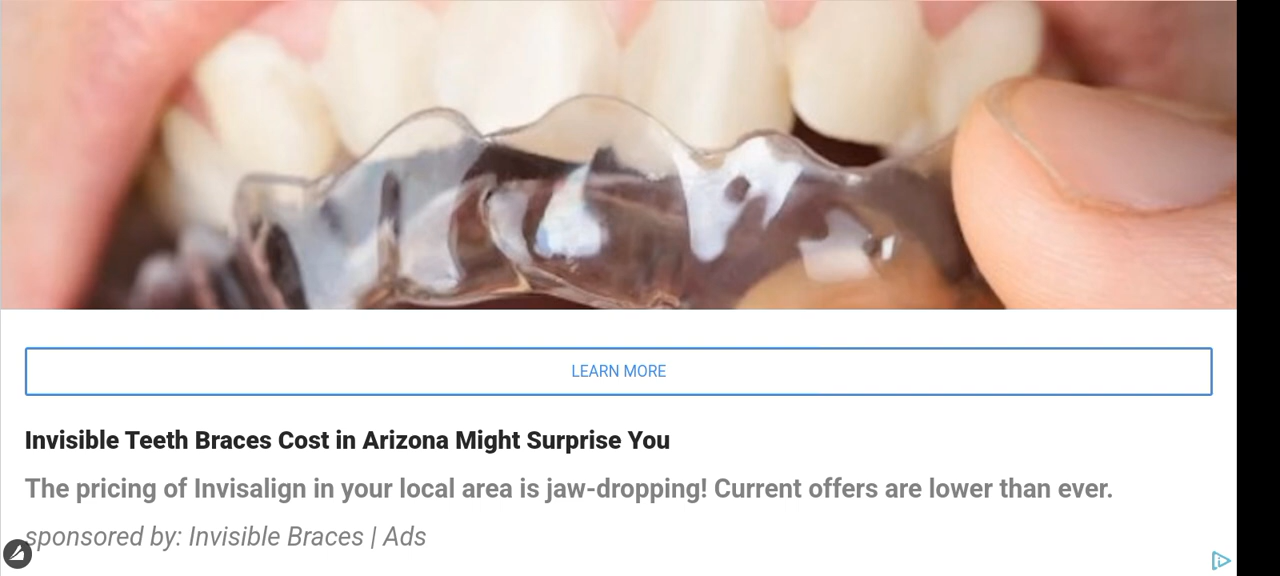 LEARN MORE
Invisible Teeth Braces Cost in Arizona Might Surprise You
The pricing of Invisalign in your local area is jaw-dropping! Current offers are lower than ever.
sponsored by: Invisible Braces | Ads